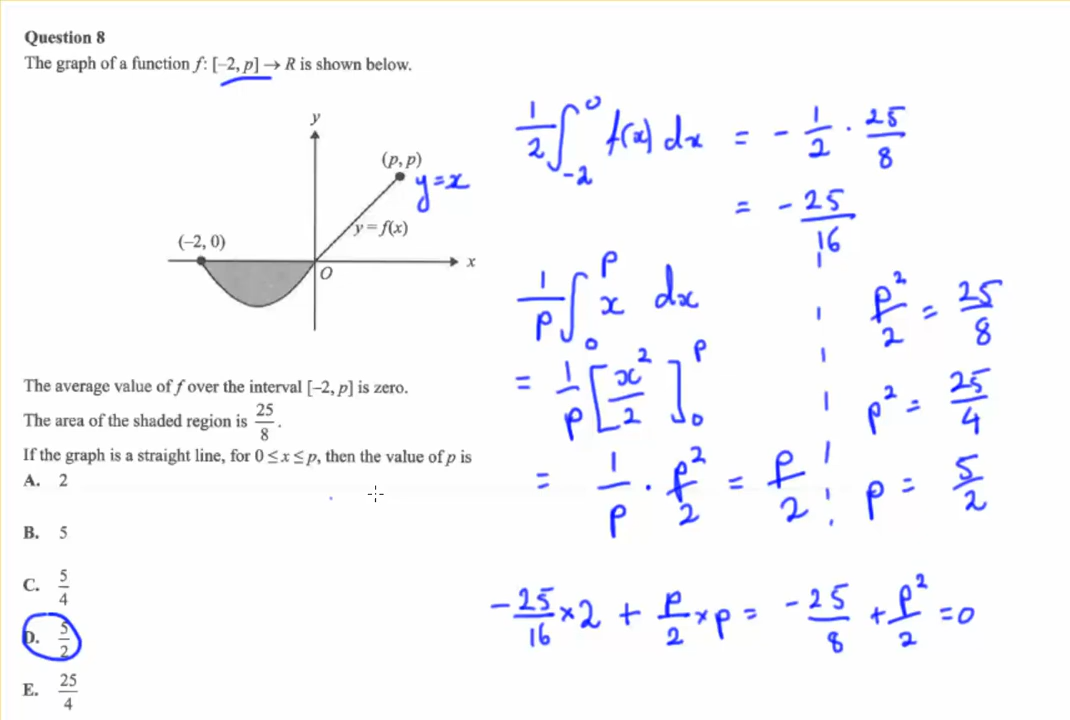 Question 8
The graph of a function f: [–2, p] → R is shown below.
y
(p, p)
y = x
y = f(x)
(–2, 0)
O
x
The average value of f over the interval [–2, p] is zero.
The area of the shaded region is 25/8.
If the graph is a straight line, for 0 ≤ x ≤ p, then the value of p is
A. 2
B. 5
C. 5/4
D. 5/2
E. 25/4
1/2 ∫_{-2}^{0} f(x) dx = - 1/2 · 25/8
= - 25/16
1/p ∫_{0}^{p} x dx
= 1/p [x²/2]_{0}^{p}
= 1/p · p²/2 = p/2
p²/2 = 25/8
p² = 25/4
p = 5/2
-25/16 × 2 + p/2 × p = -25/8 + p²/2 = 0